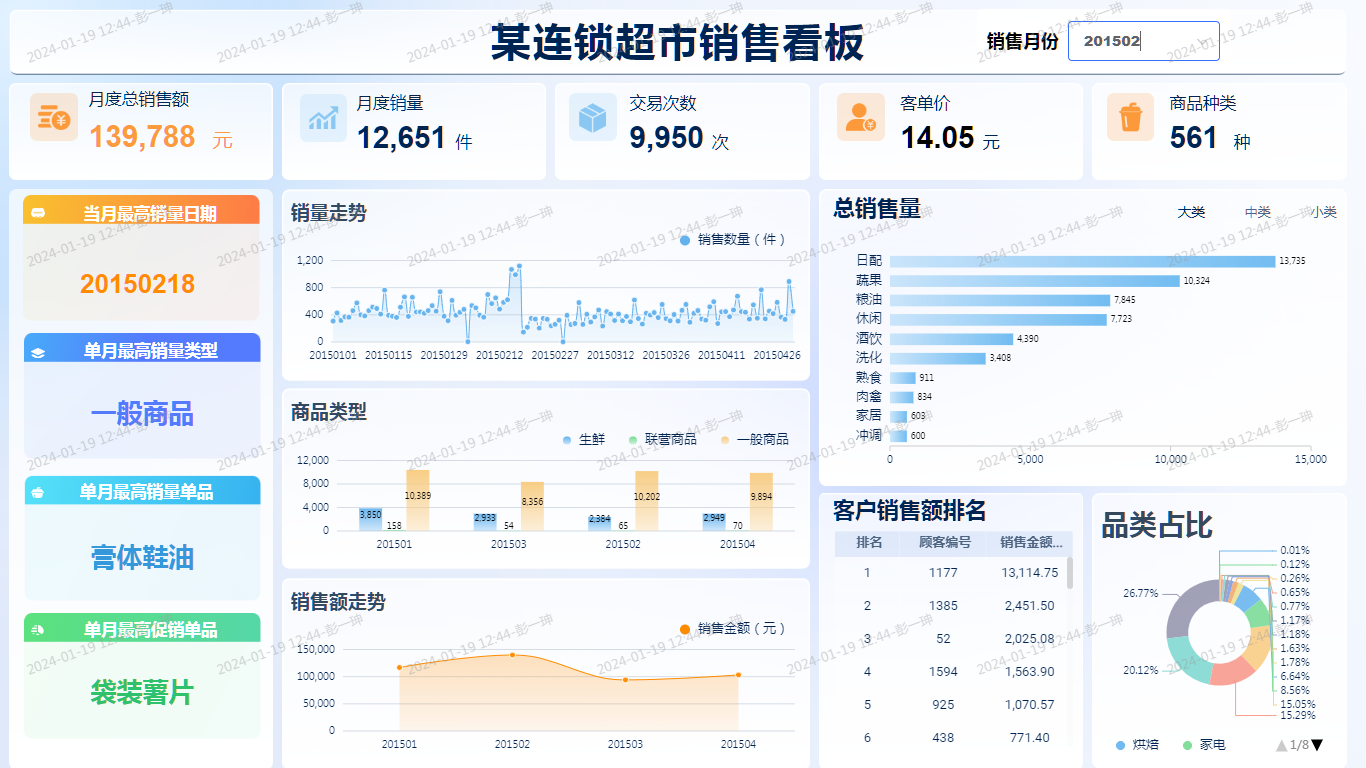 某连锁超市销售看板
销售月份 201502
月度总销售额
139,788 元
月度销量
12,651 件
交易次数
9,950 次
客单价
14.05 元
商品种类
561 种
当月最高销量日期
20150218
单月最高销量类型
一般商品
单月最高销量单品
膏体鞋油
单月最高促销单品
袋装薯片
销量走势
销售数量（件）
1,200
800
400
0
20150101 20150115 20150129 20150212 20150227 20150312 20150326 20150411 20150426
商品类型
生鲜 联营商品 一般商品
12,000
8,000
4,000
0
3,850 158 10,389
2,933 54 8,356
2,384 65 10,202
2,949 70 9,894
201501 201503 201502 201504
销售额走势
销售金额（元）
150,000
100,000
50,000
0
201501 201502 201503 201504
总销售量
大类 中类 小类
日配 13,735
蔬果 10,324
粮油 7,845
休闲 7,723
酒饮 4,390
洗化 3,408
熟食 911
肉禽 834
家居 603
冲调 600
0 5,000 10,000 15,000
客户销售额排名
排名 顾客编号 销售金额...
1 1177 13,114.75
2 1385 2,451.50
3 52 2,025.08
4 1594 1,563.90
5 925 1,070.57
6 438 771.40
品类占比
0.01%
0.12%
0.26%
0.65%
0.77%
1.17%
1.18%
1.63%
1.78%
6.64%
8.56%
15.05%
15.29%
26.77%
20.12%
烘焙 家电
1/8
2024-01-19 12:44-彭一珅